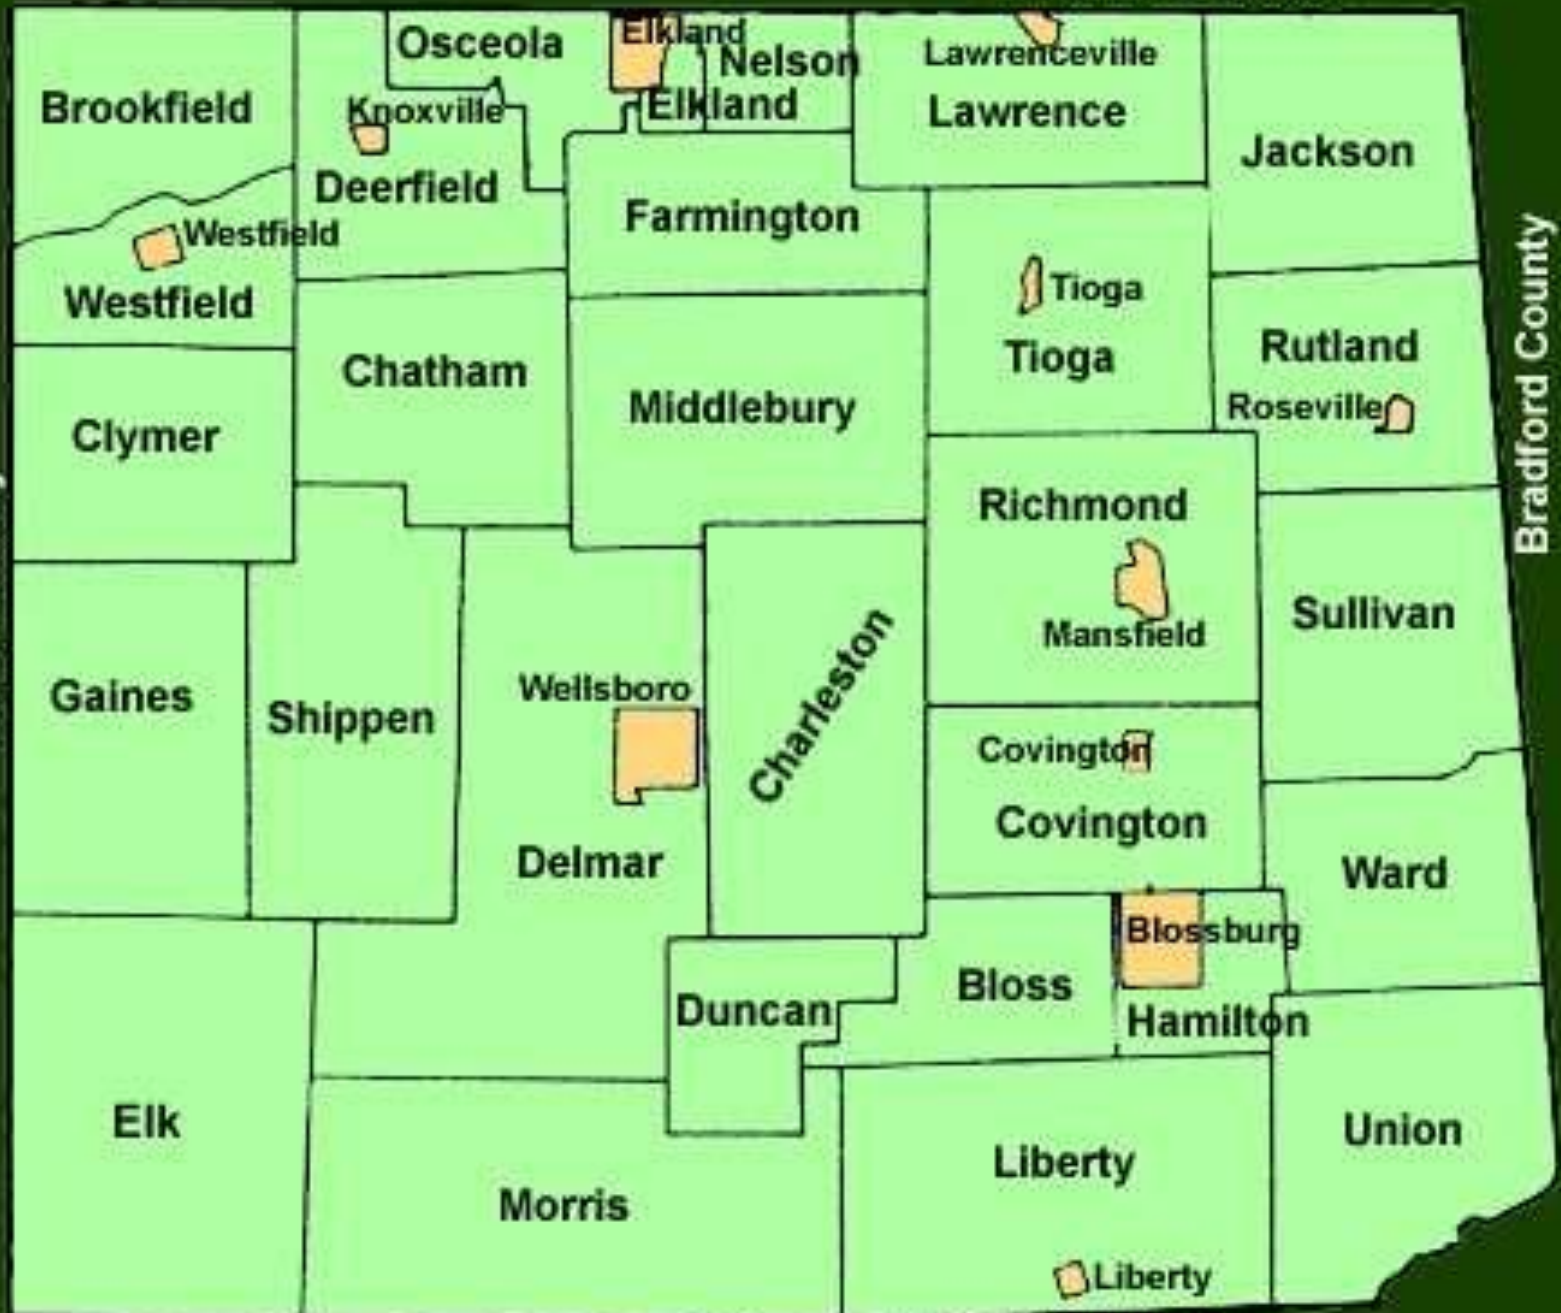 Osceola
Elkland
Nelson
Lawrenceville
Brookfield
Knoxville
Elkland
Lawrence
Jackson
Deerfield
Farmington
Westfield
Westfield
Tioga
Tioga
Rutland
Roseville
Chatham
Middlebury
Clymer
Bradford County
Richmond
Mansfield
Sullivan
Gaines
Shippen
Wellsboro
Charleston
Covington
Covington
Delmar
Ward
Blossburg
Bloss
Duncan
Hamilton
Elk
Union
Liberty
Morris
Liberty